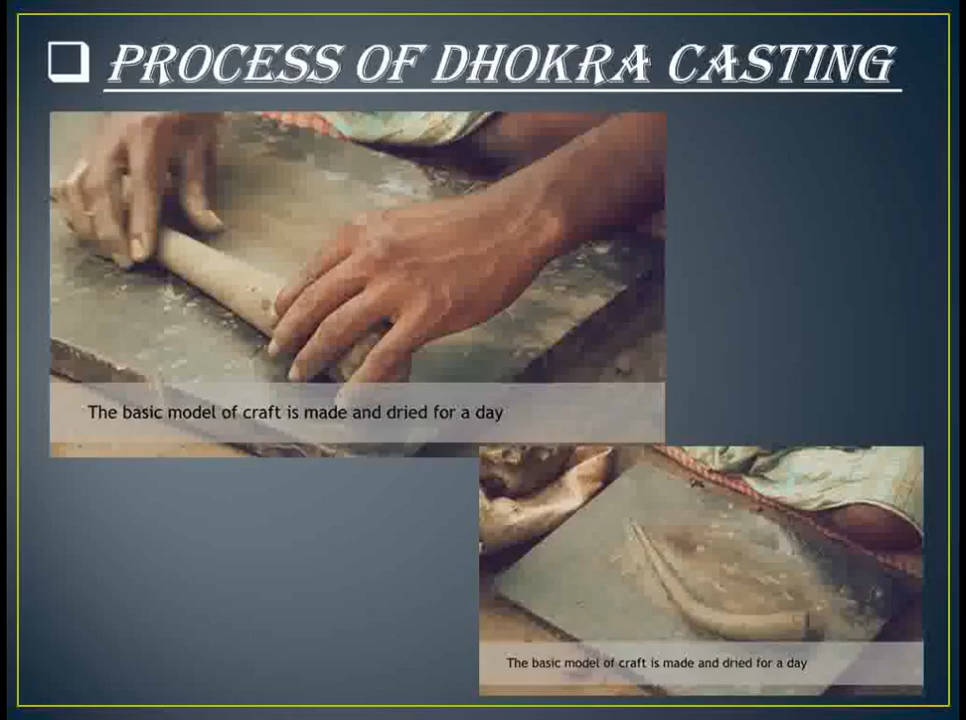 PROCESS OF DHOKRA CASTING
The basic model of craft is made and dried for a day
The basic model of craft is made and dried for a day